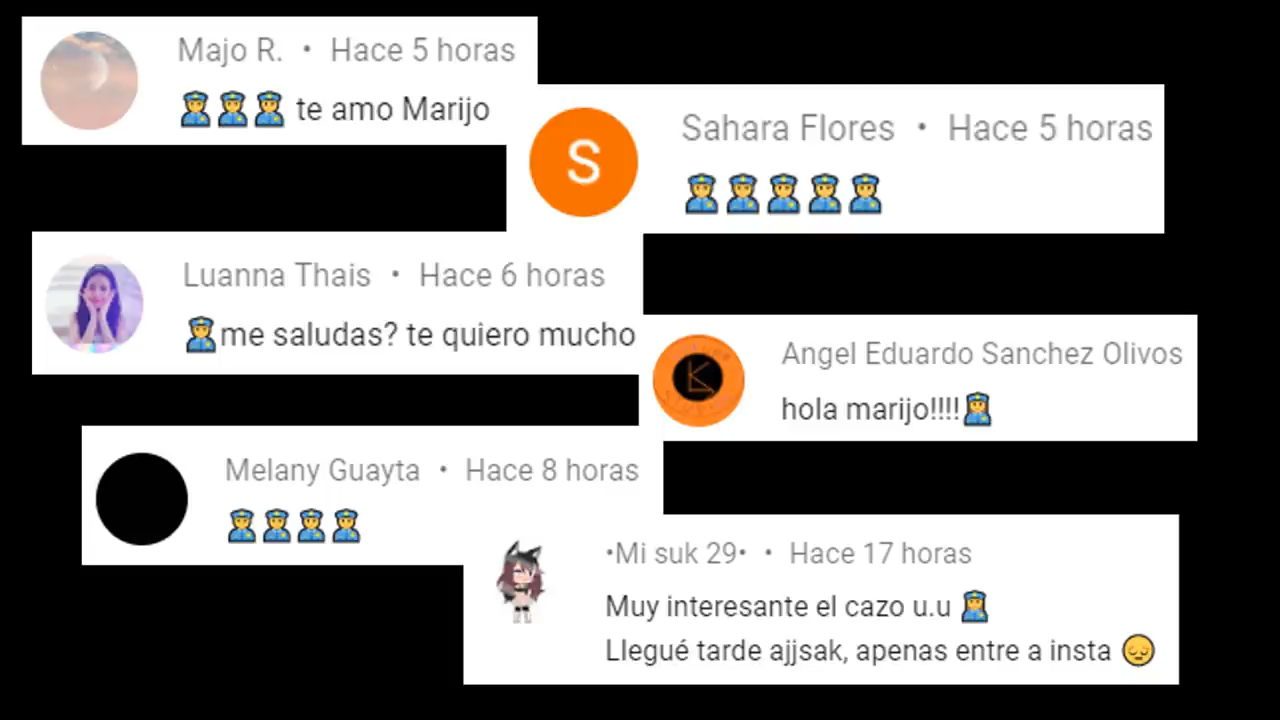 Majo R. • Hace 5 horas
👮👮👮 te amo Marijo
S
Sahara Flores • Hace 5 horas
👮👮👮👮👮
Luanna Thais • Hace 6 horas
👮me saludas? te quiero mucho
Angel Eduardo Sanchez Olivos
hola marijo!!!!👮‍♀️
Melany Guayta • Hace 8 horas
👮👮👮👮
•Mi suk 29• • Hace 17 horas
Muy interesante el cazo u.u 👮‍♀️
Llegué tarde ajjsak, apenas entre a insta 😔